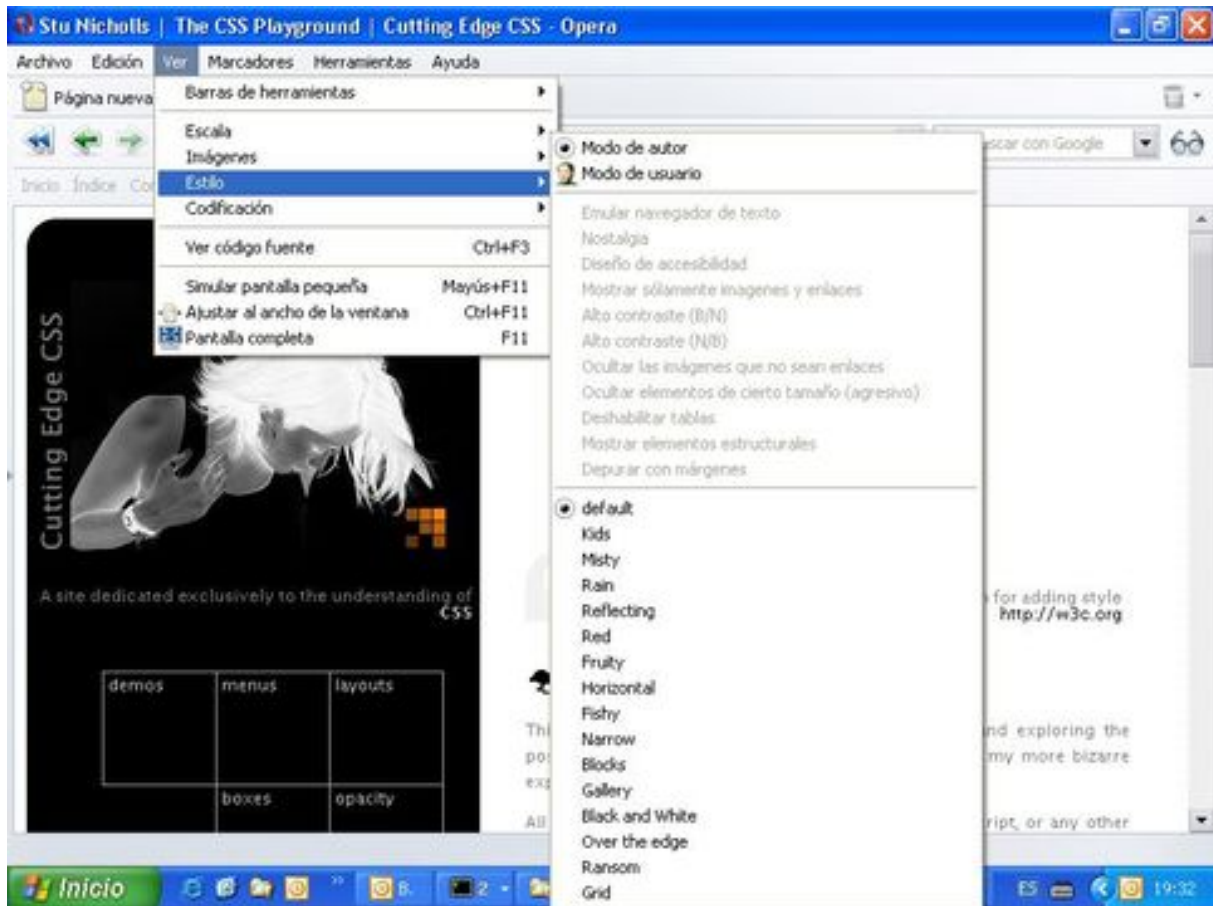 Stu Nicholls | The CSS Playground | Cutting Edge CSS - Opera
Archivo Edición Ver Marcadores Herramientas Ayuda
Página nueva
Barras de herramientas
Escala
Imágenes
Estilo
Codificación
Ver código fuente Ctrl+F3
Simular pantalla pequeña Mayús+F11
Ajustar al ancho de la ventana Ctrl+F11
Pantalla completa F11
Modo de autor
Modo de usuario
Emular navegador de texto
Nostalgia
Diseño de accesibilidad
Mostrar sólamente imagenes y enlaces
Alto contraste (B/N)
Alto contraste (N/B)
Ocultar las imágenes que no sean enlaces
Ocultar elementos de cierto tamaño (agresivo)
Deshabilitar tablas
Mostrar elementos estructurales
Depurar con márgenes
default
Kids
Misty
Rain
Reflecting
Red
Fruity
Horizontal
Fishy
Narrow
Blocks
Gallery
Black and White
Over the edge
Ransom
Grid
con Google
Inicio Índice
Cutting Edge CSS
A site dedicated exclusively to the understanding of
CSS
demos menus layouts
boxes opacity
for adding style
http://w3c.org
and exploring the
my more bizarre
All
or any other
Inicio
B.
2
ES
19:32